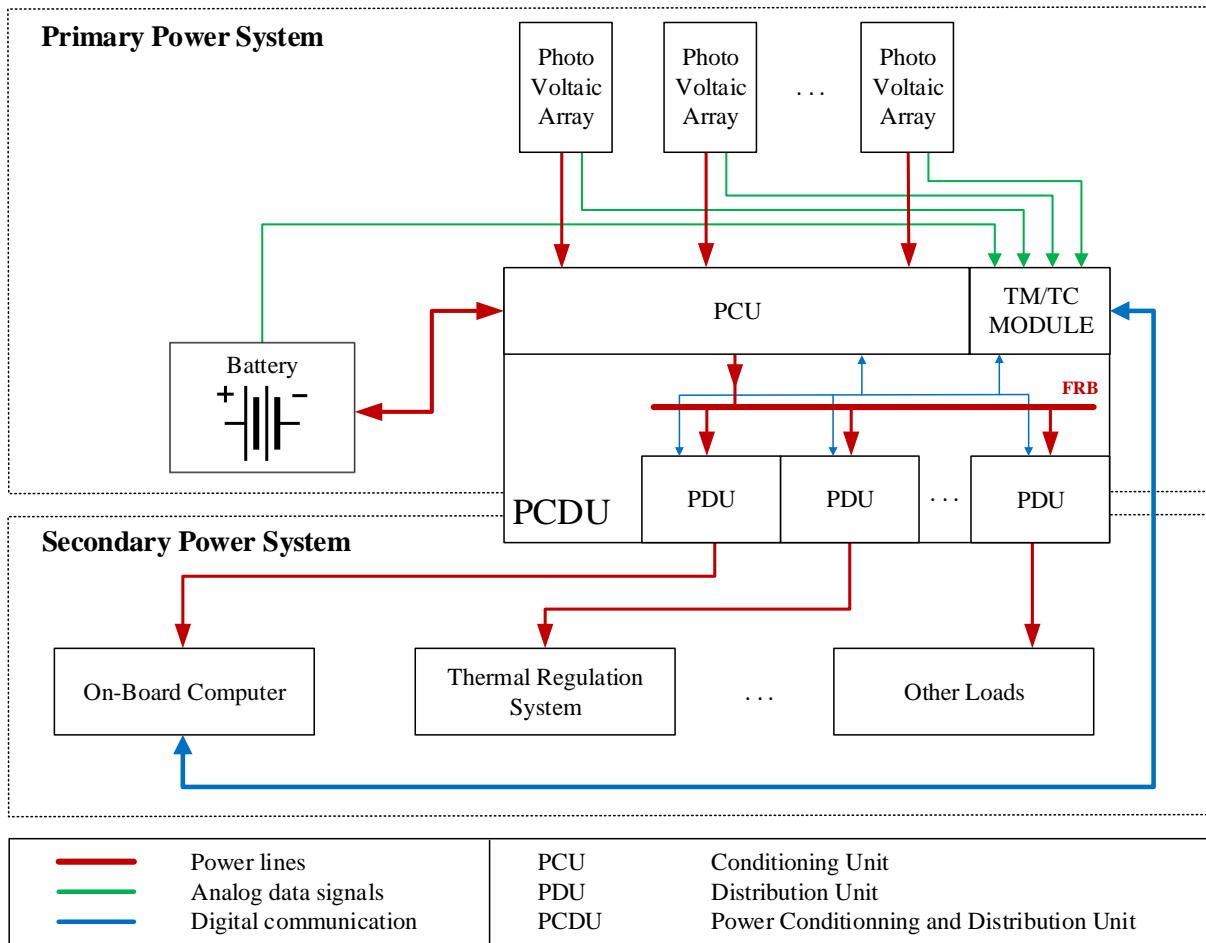 Primary Power System
Photo
Voltaic
Array
Photo
Voltaic
Array
. . .
Photo
Voltaic
Array
PCU
TM/TC
MODULE
Battery
+ −
FRB
PDU
PDU
. . .
PDU
PCDU
Secondary Power System
On-Board Computer
Thermal Regulation
System
. . .
Other Loads
Power lines
Analog data signals
Digital communication
PCU Conditioning Unit
PDU Distribution Unit
PCDU Power Conditionning and Distribution Unit